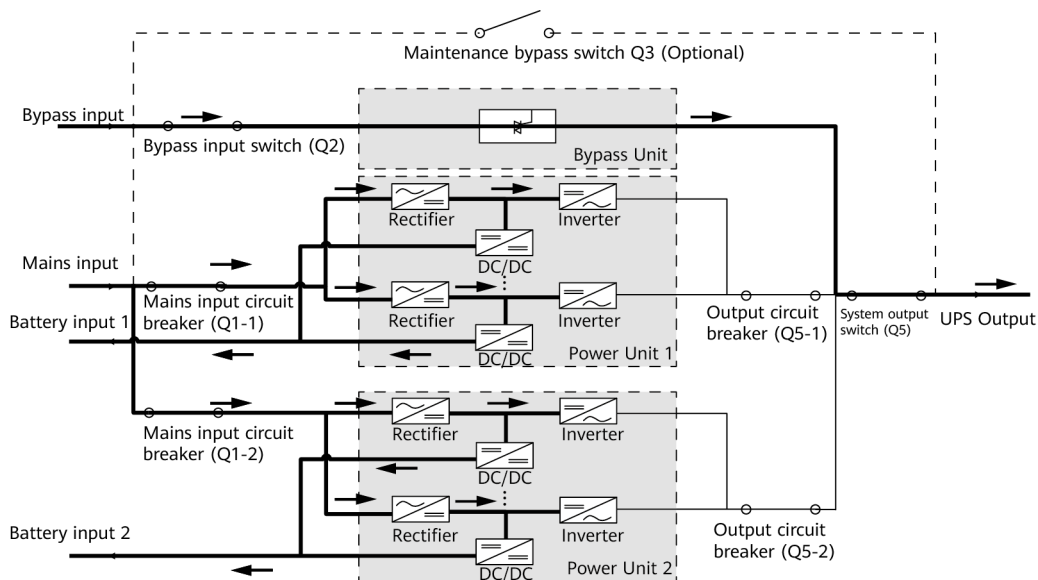 Maintenance bypass switch Q3 (Optional)
Bypass input
Bypass input switch (Q2)
Bypass Unit
Rectifier
Inverter
DC/DC
Mains input
Mains input circuit
breaker (Q1-1)
Rectifier
Inverter
Output circuit
breaker (Q5-1)
System output
switch (Q5)
UPS Output
Battery input 1
DC/DC
Power Unit 1
Mains input circuit
breaker (Q1-2)
Rectifier
Inverter
DC/DC
Rectifier
Inverter
Output circuit
breaker (Q5-2)
Battery input 2
DC/DC
Power Unit 2